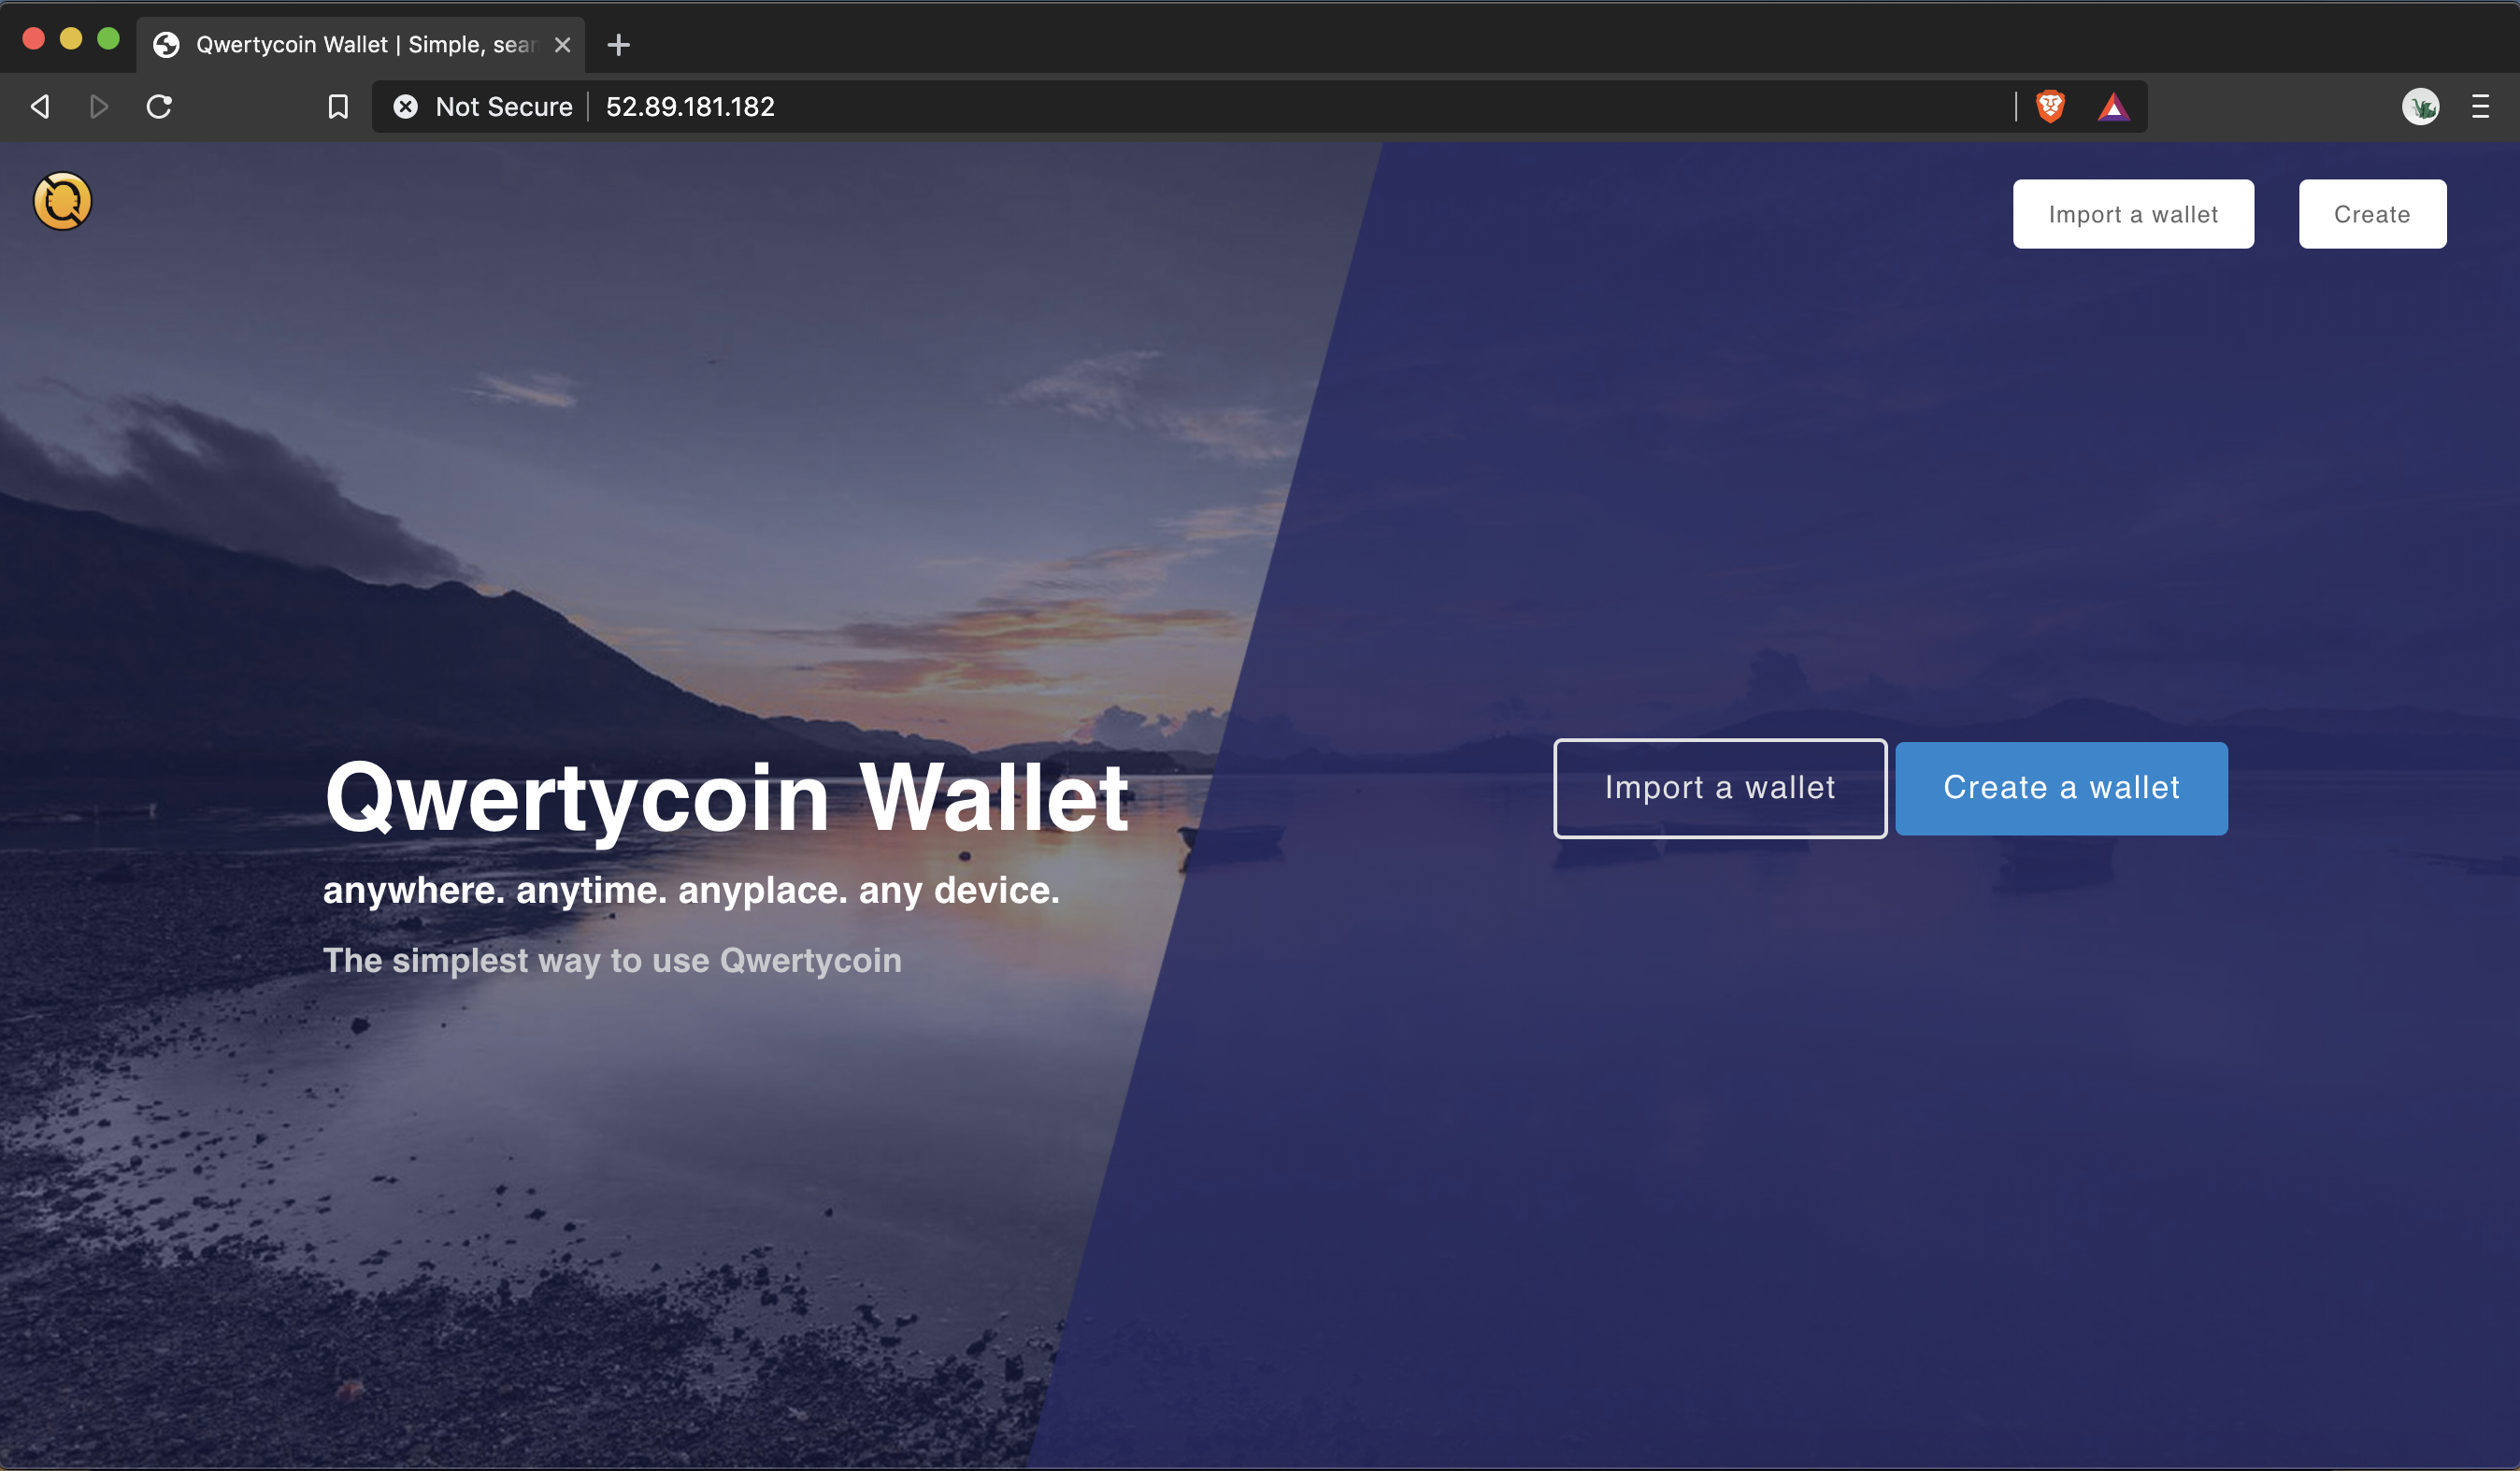 Qwertycoin Wallet | Simple, sear
Not Secure 52.89.181.182
Import a wallet
Create
Qwertycoin Wallet
anywhere. anytime. anyplace. any device.
The simplest way to use Qwertycoin
Import a wallet
Create a wallet